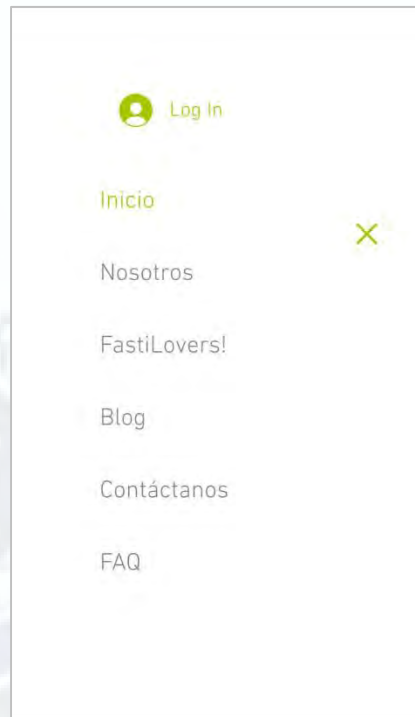 Log In
Inicio
Nosotros
FastiLovers!
Blog
Contáctanos
FAQ